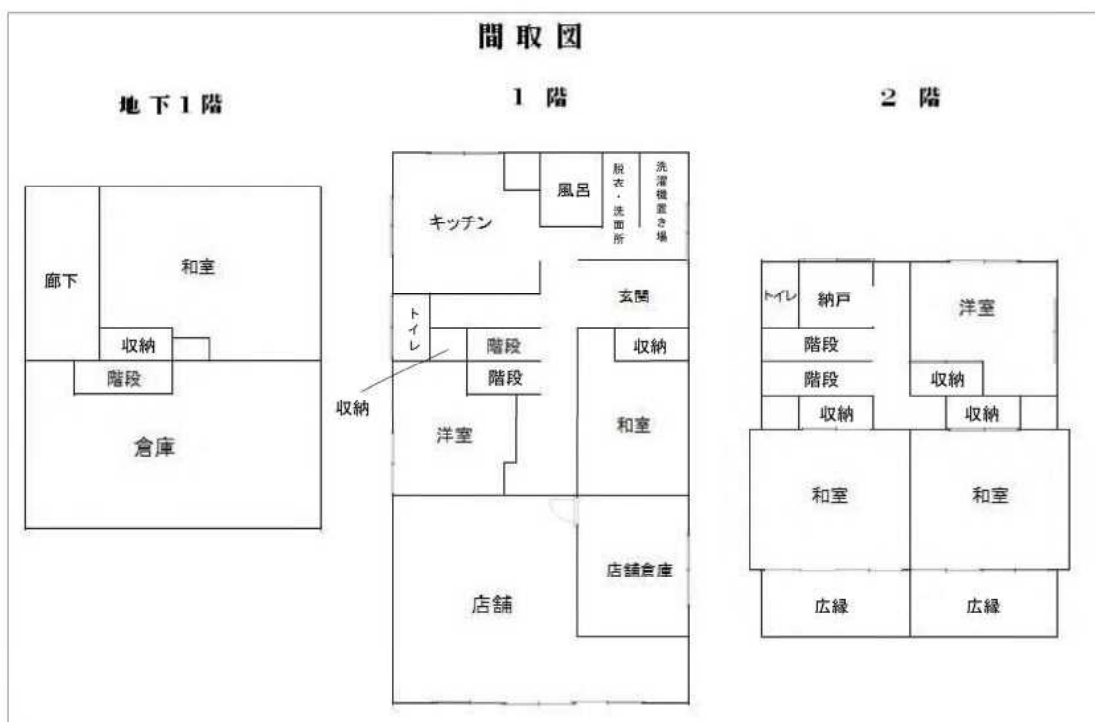 間取図
地下1階
廊下
和室
収納
階段
倉庫
1階
キッチン
風呂
脱衣・洗面所
洗濯機置き場
玄関
トイレ
階段
収納
階段
収納
洋室
和室
店舗倉庫
店舗
2階
トイレ
納戸
洋室
階段
階段
収納
収納
収納
和室
和室
広縁
広縁